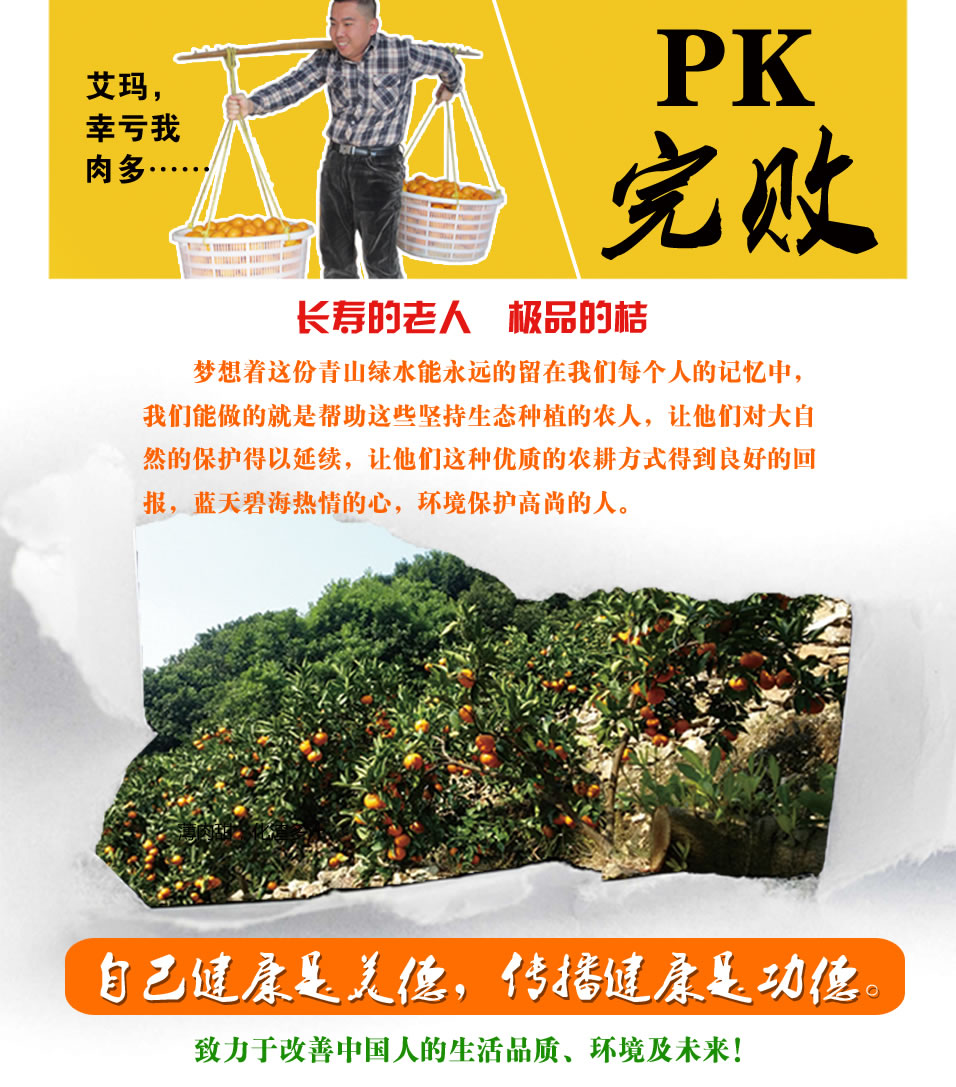 艾玛，
幸亏我
肉多……
PK
完败
长寿的老人 极品的桔
梦想着这份青山绿水能永远的留在我们每个人的记忆中，
我们能做的就是帮助这些坚持生态种植的农人，让他们对大自
然的保护得以延续，让他们这种优质的农耕方式得到良好的回
报，蓝天碧海热情的心，环境保护高尚的人。
自己健康是美德，传播健康是功德。
致力于改善中国人的生活品质、环境及未来！